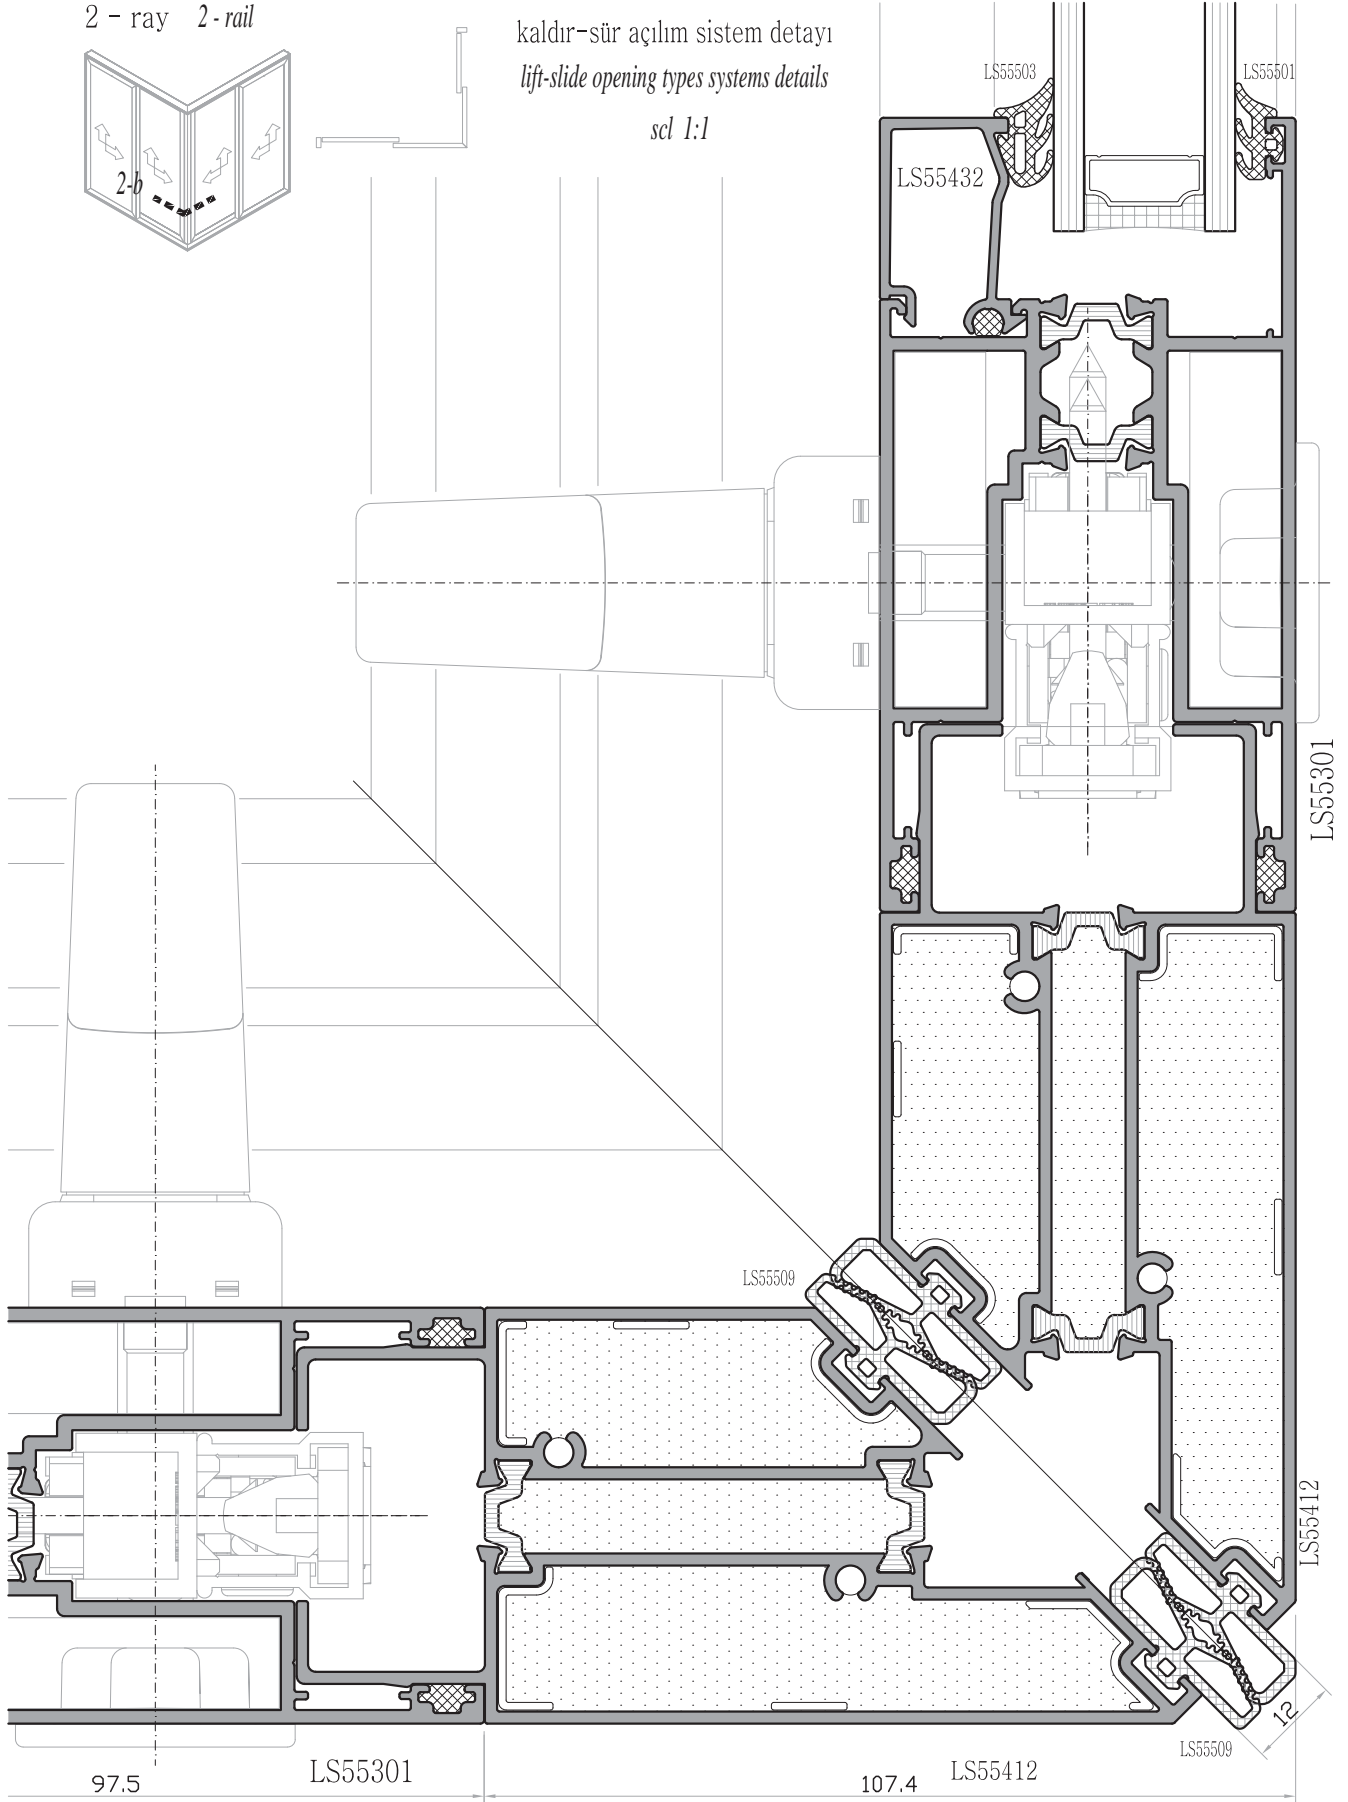 2 - ray 2 - rail
kaldır-sür açılım sistem detayı
lift-slide opening types systems details
scl 1:1
2-b
LS55503
LS55501
LS55432
LS55301
LS55509
LS55412
12
LS55509
LS55301
LS55412
97.5
107.4